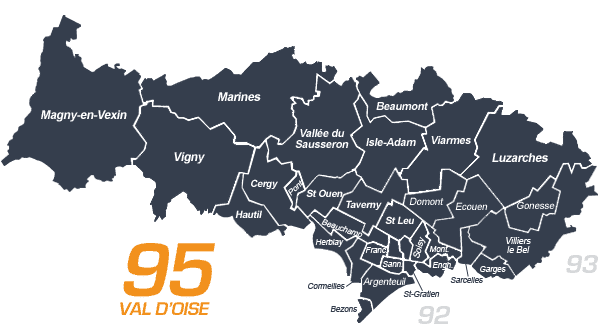 Magny-en-Vexin
Marines
Vigny
Vallée du
Sausseron
Beaumont
Isle-Adam
Viarmes
Luzarches
Cergy
Pont.
Hautil
St Ouen
Taverny
Domont
Ecouen
Gonesse
Beauchamp
St Leu
Herblay
Franc.
Sann.
Soisy
Mont.
Engh.
Villiers
le Bel
Garges
Sarcelles
Cormeilles
Argenteuil
St-Gratien
Bezons
95
VAL D'OISE
93
92